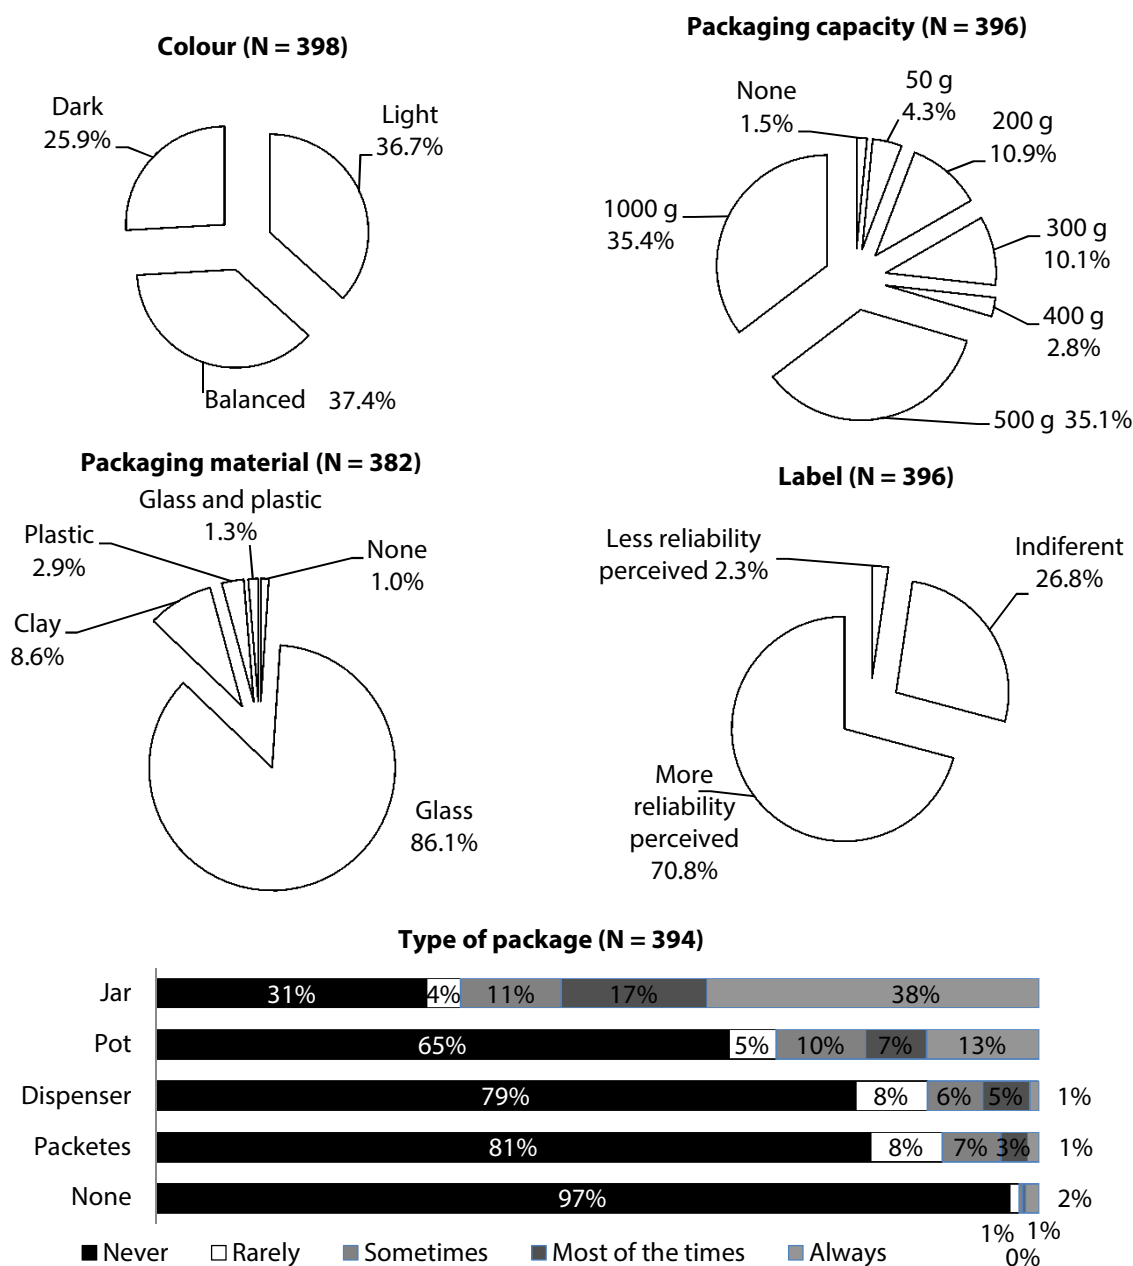 Colour (N = 398)
Dark
25.9%
Light
36.7%
Balanced 37.4%
Packaging capacity (N = 396)
None
1.5%
50 g
4.3%
200 g
10.9%
300 g
10.1%
400 g
2.8%
500 g 35.1%
1000 g
35.4%
Packaging material (N = 382)
Glass and plastic
1.3%
Plastic
2.9%
None
1.0%
Clay
8.6%
Glass
86.1%
Label (N = 396)
Less reliability
perceived 2.3%
Indiferent
26.8%
More
reliability
perceived
70.8%
Type of package (N = 394)
Jar 31% 4% 11% 17% 38%
Pot 65% 5% 10% 7% 13%
Dispenser 79% 8% 6% 5% 1%
Packetes 81% 8% 7% 3% 1%
None 97% 2%
1% 1%
0%
Never Rarely Sometimes Most of the times Always